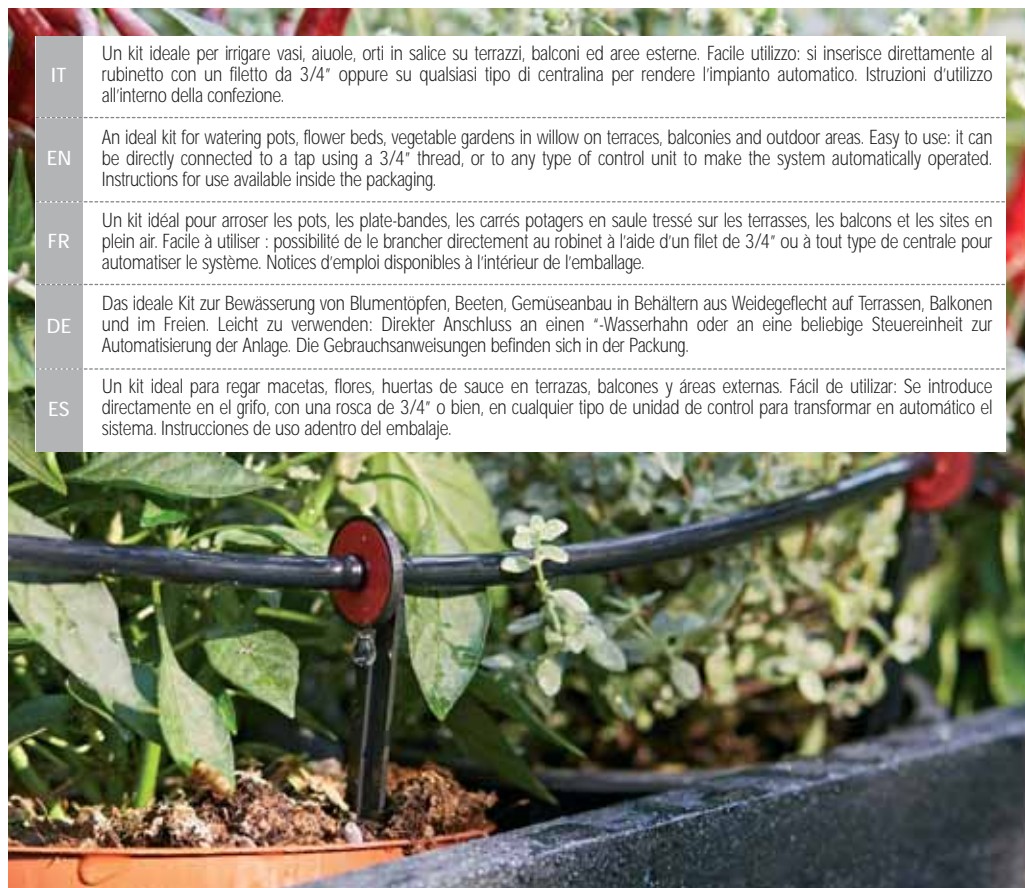 IT
Un kit ideale per irrigare vasi, aiuole, orti in salice su terrazzi, balconi ed aree esterne. Facile utilizzo: si inserisce direttamente al
rubinetto con un filetto da 3/4" oppure su qualsiasi tipo di centralina per rendere l'impianto automatico. Istruzioni d'utilizzo
all'interno della confezione.
EN
An ideal kit for watering pots, flower beds, vegetable gardens in willow on terraces, balconies and outdoor areas. Easy to use: it can
be directly connected to a tap using a 3/4" thread, or to any type of control unit to make the system automatically operated.
Instructions for use available inside the packaging.
FR
Un kit idéal pour arroser les pots, les plate-bandes, les carrés potagers en saule tressé sur les terrasses, les balcons et les sites en
plein air. Facile à utiliser : possibilité de le brancher directement au robinet à l'aide d'un filet de 3/4" ou à tout type de centrale pour
automatiser le système. Notices d'emploi disponibles à l'intérieur de l'emballage.
DE
Das ideale Kit zur Bewässerung von Blumentöpfen, Beeten, Gemüseanbau in Behältern aus Weidegeflecht auf Terrassen, Balkonen
und im Freien. Leicht zu verwenden: Direkter Anschluss an einen "-Wasserhahn oder an eine beliebige Steuereinheit zur
Automatisierung der Anlage. Die Gebrauchsanweisungen befinden sich in der Packung.
ES
Un kit ideal para regar macetas, flores, huertas de sauce en terrazas, balcones y áreas externas. Fácil de utilizar: Se introduce
directamente en el grifo, con una rosca de 3/4" o bien, en cualquier tipo de unidad de control para transformar en automático el
sistema. Instrucciones de uso adentro del embalaje.